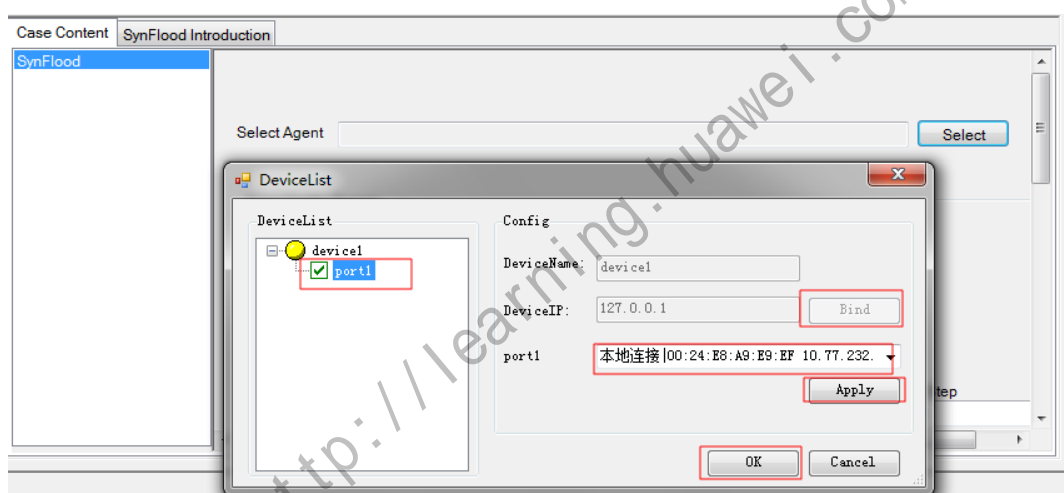 Case Content SynFlood Introduction
SynFlood
Select Agent Select
DeviceList X
DeviceList
device1
port1
Config
DeviceName: device1
DeviceIP: 127.0.0.1 Bind
port1 本地连接|00:24:E8:A9:E9:EF 10.77.232.
Apply
tep
OK Cancel
ttp://learning.huawei.co